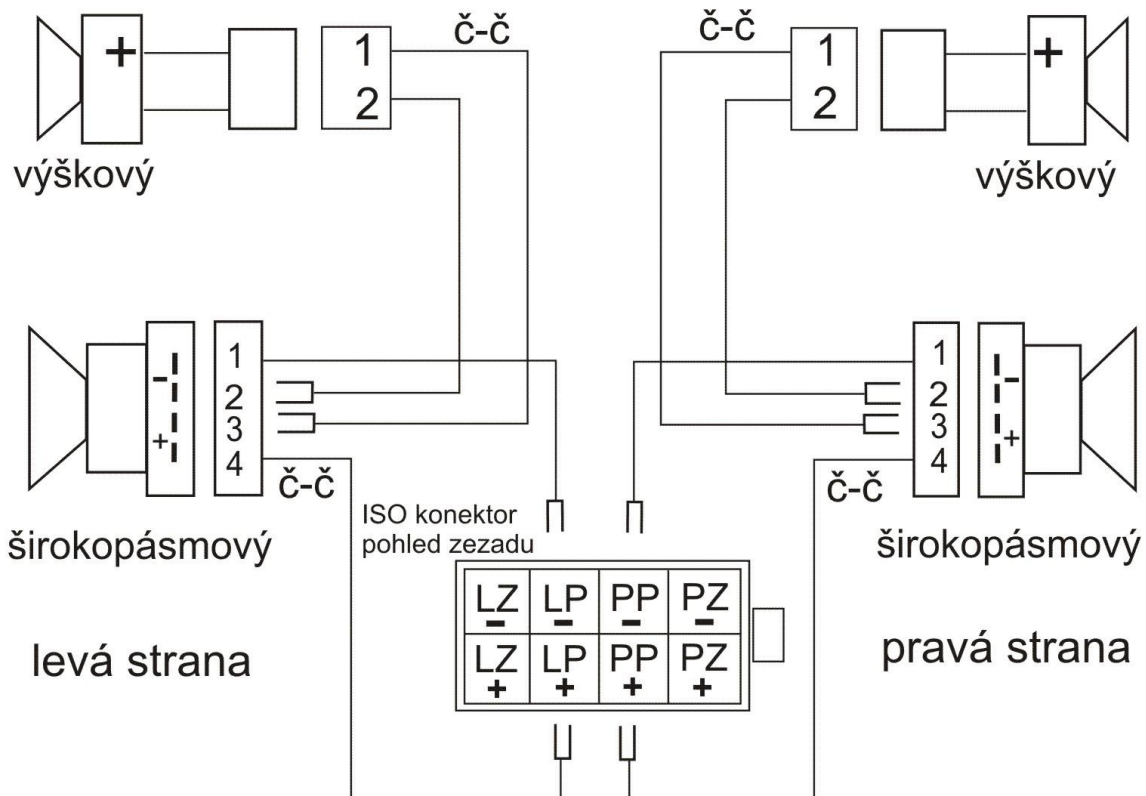 č-č
č-č
+
1
2
1
2
+
výškový
výškový
1
2
3
4
-
+
1
2
3
4
-
+
č-č
č-č
ISO konektor
pohled zezadu
širokopásmový
širokopásmový
LZ LP PP PZ
- - - -
LZ LP PP PZ
+ + + +
levá strana
pravá strana